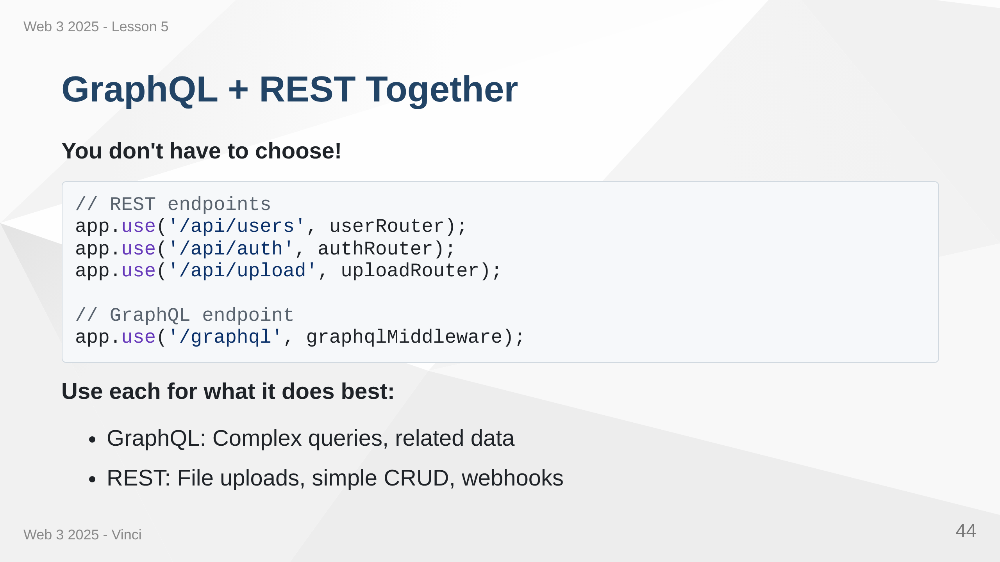 Web 3 2025 - Lesson 5
GraphQL + REST Together
You don't have to choose!
// REST endpoints
app.use('/api/users', userRouter);
app.use('/api/auth', authRouter);
app.use('/api/upload', uploadRouter);
// GraphQL endpoint
app.use('/graphql', graphqlMiddleware);
Use each for what it does best:
• GraphQL: Complex queries, related data
• REST: File uploads, simple CRUD, webhooks
Web 3 2025 - Vinci
44